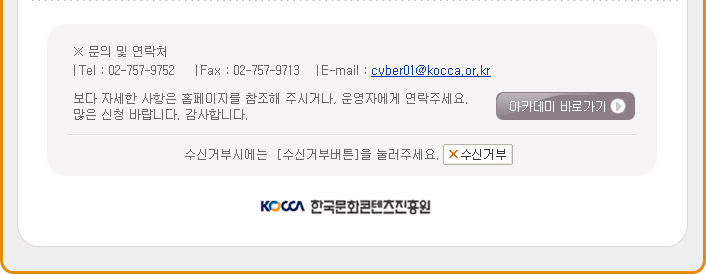 ※ 문의 및 연락처
| Tel : 02-757-9752 | Fax : 02-757-9713 | E-mail : cyber01@kocca.or.kr
보다 자세한 사항은 홈페이지를 참조해 주시거나, 운영자에게 연락주세요.
많은 신청 바랍니다. 감사합니다.
아카데미 바로가기
수신거부시에는 [수신거부버튼]을 눌러주세요. ×수신거부
KOCCA 한국문화콘텐츠진흥원